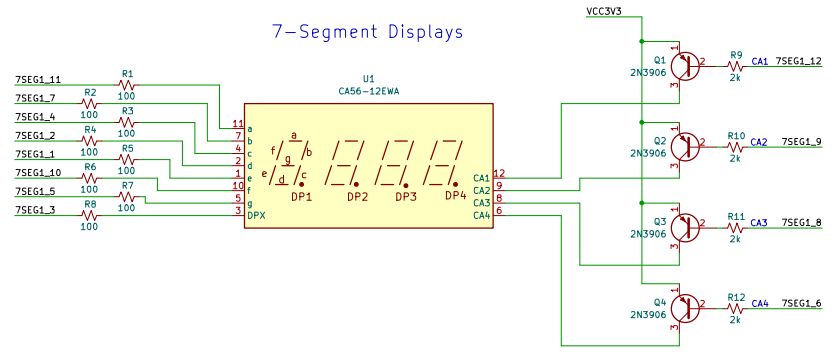 7-Segment Displays
VCC3V3
U1
CA56-12EWA
7SEG1_11
R1
100
7SEG1_7
R2
100
7SEG1_4
R3
100
7SEG1_2
R4
100
7SEG1_1
R5
100
7SEG1_10
R6
100
7SEG1_5
R7
100
7SEG1_3
R8
100
11 a
7 b
4 c
2 d
1 e
10 f
5 g
3 DPX
a
f b
g
e c
d
DP1 DP2 DP3 DP4
CA1 12
CA2 9
CA3 8
CA4 6
Q1
2N3906
1
2
3
R9
2k
CA1 7SEG1_12
Q2
2N3906
1
2
3
R10
2k
CA2 7SEG1_9
Q3
2N3906
1
2
3
R11
2k
CA3 7SEG1_8
Q4
2N3906
1
2
3
R12
2k
CA4 7SEG1_6